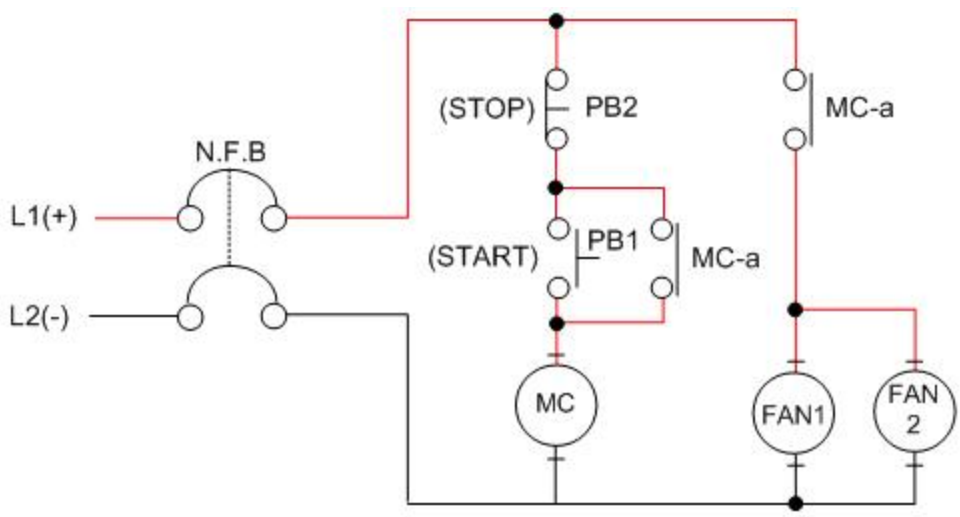 N.F.B
L1(+)
L2(-)
(STOP)
PB2
MC-a
(START)
PB1
MC-a
MC
FAN1
FAN
2